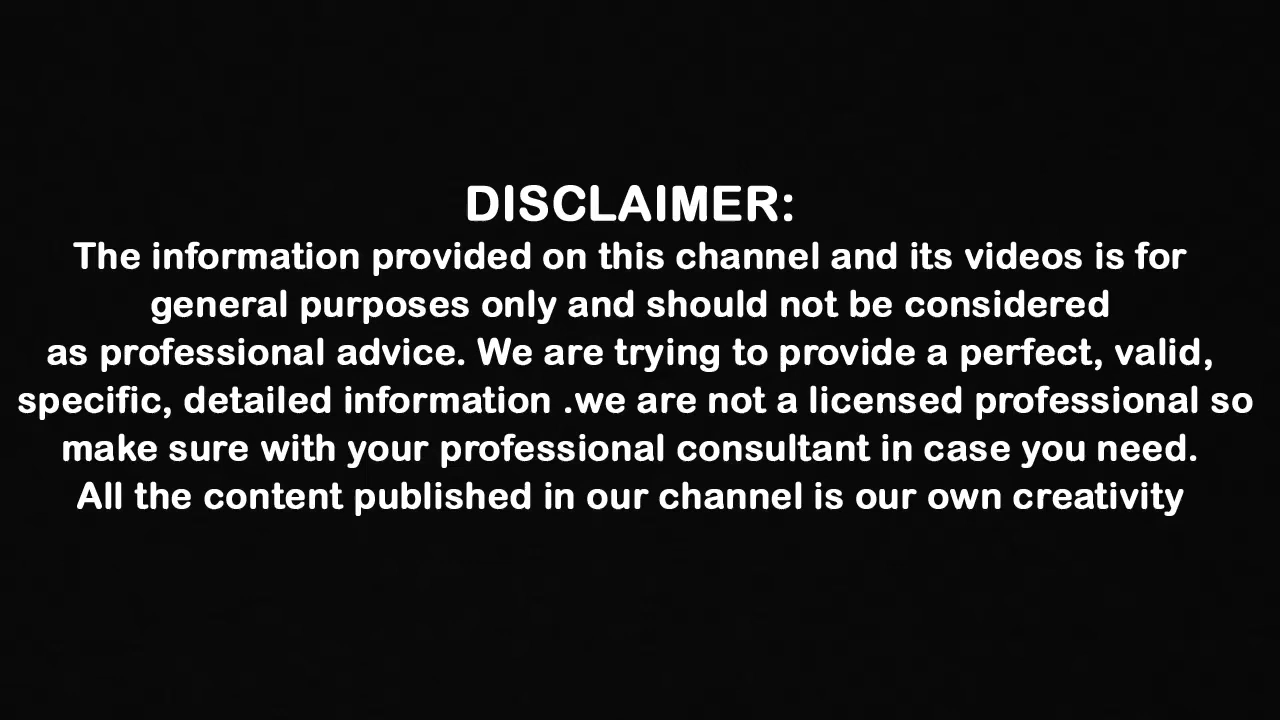 DISCLAIMER:
The information provided on this channel and its videos is for
general purposes only and should not be considered
as professional advice. We are trying to provide a perfect, valid,
specific, detailed information .we are not a licensed professional so
make sure with your professional consultant in case you need.
All the content published in our channel is our own creativity